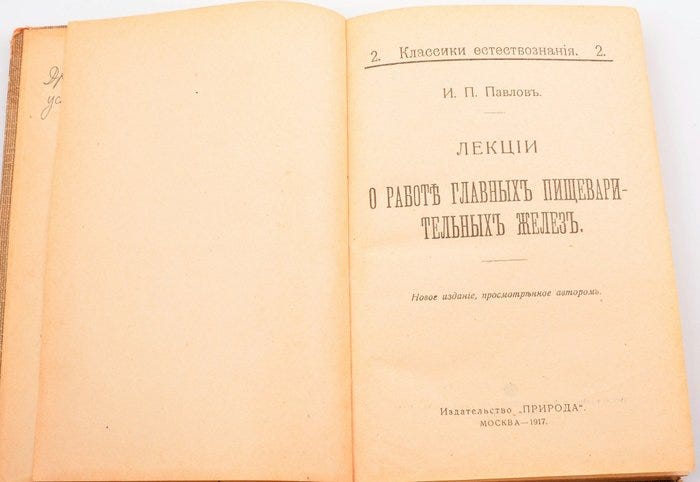 2. Классики естествознанія. 2.
И. П. Павловъ.
ЛЕКЦІИ
О РАБОТѢ ГЛАВНЫХЪ ПИЩЕВАРИ-
ТЕЛЬНЫХЪ ЖЕЛЕЗЪ.
Новое изданіе, просмотрѣнное авторомъ.
Издательство „ПРИРОДА“.
МОСКВА—1917.